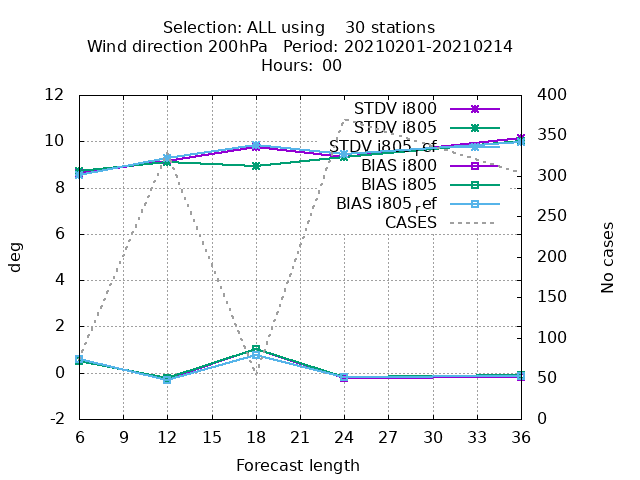 Selection: ALL using 30 stations
Wind direction 200hPa Period: 20210201-20210214
Hours: 00
12
10
8
6
4
2
0
-2
deg
400
350
300
250
200
150
100
50
0
No cases
STDV i800
STDV i805
STDV i805ref
BIAS i800
BIAS i805
BIAS i805ref
CASES
6 9 12 15 18 21 24 27 30 33 36
Forecast length